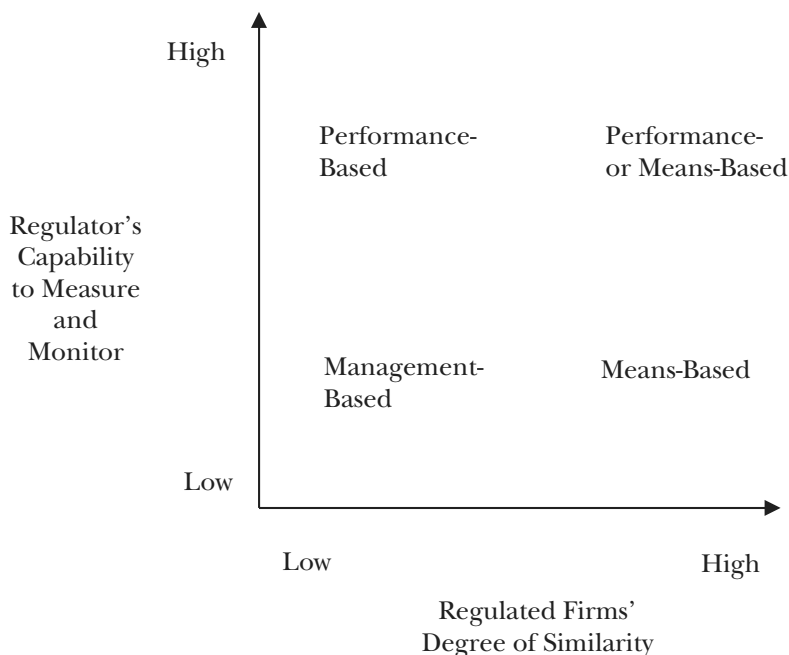 High
Performance-
Based
Performance-
or Means-Based
Regulator’s
Capability
to Measure
and
Monitor
Management-
Based
Means-Based
Low
Low
High
Regulated Firms’
Degree of Similarity